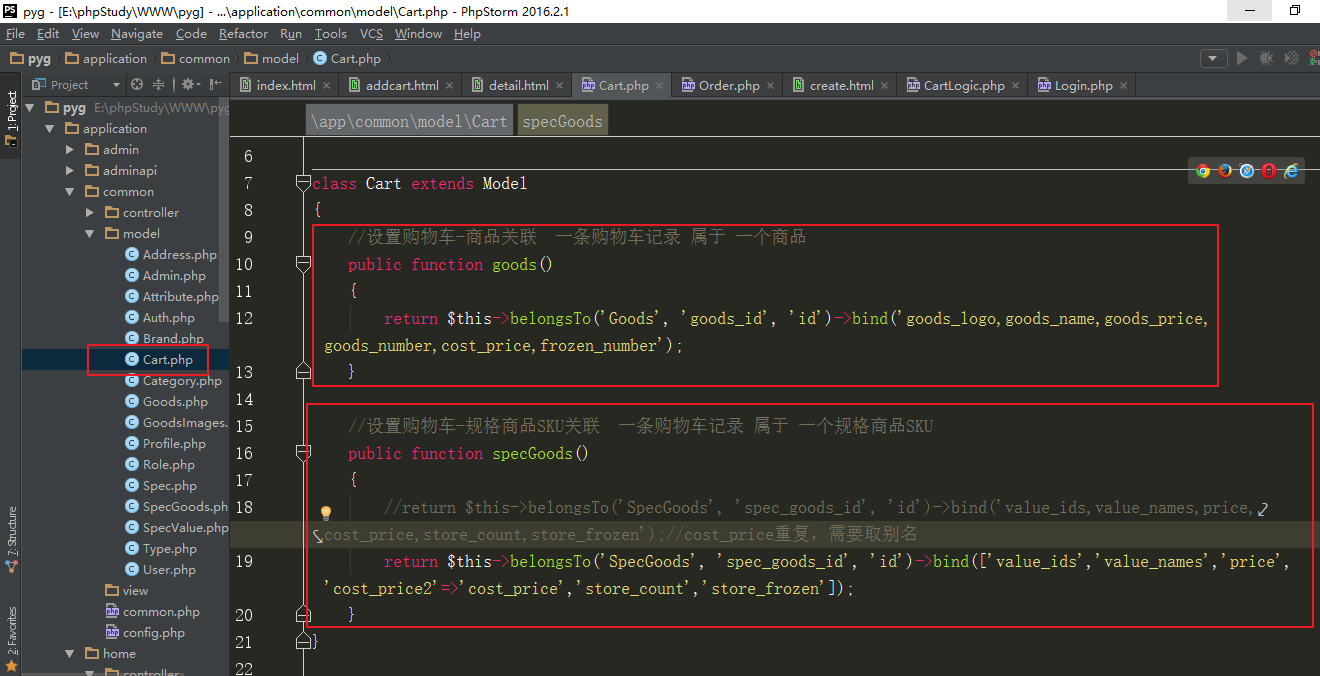 pyg - [E:\phpStudy\WWW\pyg] - ...\application\common\model\Cart.php - PhpStorm 2016.2.1
File Edit View Navigate Code Refactor Run Tools VCS Window Help
pyg application common model Cart.php
Project index.html addcart.html detail.html Cart.php Order.php create.html CartLogic.php Login.php
1: Project
7: Structure
2: Favorites
pyg E:\phpStudy\WWW\pyg
application
admin
adminapi
common
controller
model
Address.php
Admin.php
Attribute.php
Auth.php
Brand.php
Cart.php
Category.php
Goods.php
GoodsImages.
Profile.php
Role.php
Spec.php
SpecGoods.ph
SpecValue.php
Type.php
User.php
view
common.php
config.php
home
controller
\app\common\model\Cart specGoods
6
7 class Cart extends Model
8 {
9 //设置购物车-商品关联 一条购物车记录 属于 一个商品
10 public function goods()
11 {
12 return $this->belongsTo('Goods', 'goods_id', 'id')->bind('goods_logo,goods_name,goods_price,
goods_number,cost_price,frozen_number');
13 }
14
15 //设置购物车-规格商品SKU关联 一条购物车记录 属于 一个规格商品SKU
16 public function specGoods()
17 {
18 //return $this->belongsTo('SpecGoods', 'spec_goods_id', 'id')->bind('value_ids,value_names,price,
cost_price,store_count,store_frozen');//cost_price重复，需要取别名
19 return $this->belongsTo('SpecGoods', 'spec_goods_id', 'id')->bind(['value_ids','value_names','price',
'cost_price2'=>'cost_price','store_count','store_frozen']);
20 }
21 }
22